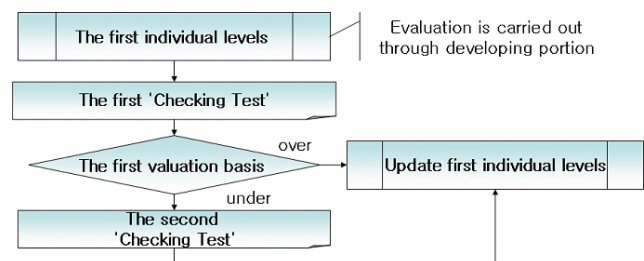 The first individual levels
Evaluation is carried out
through developing portion
The first 'Checking Test'
The first valuation basis
over
Update first individual levels
under
The second
'Checking Test'